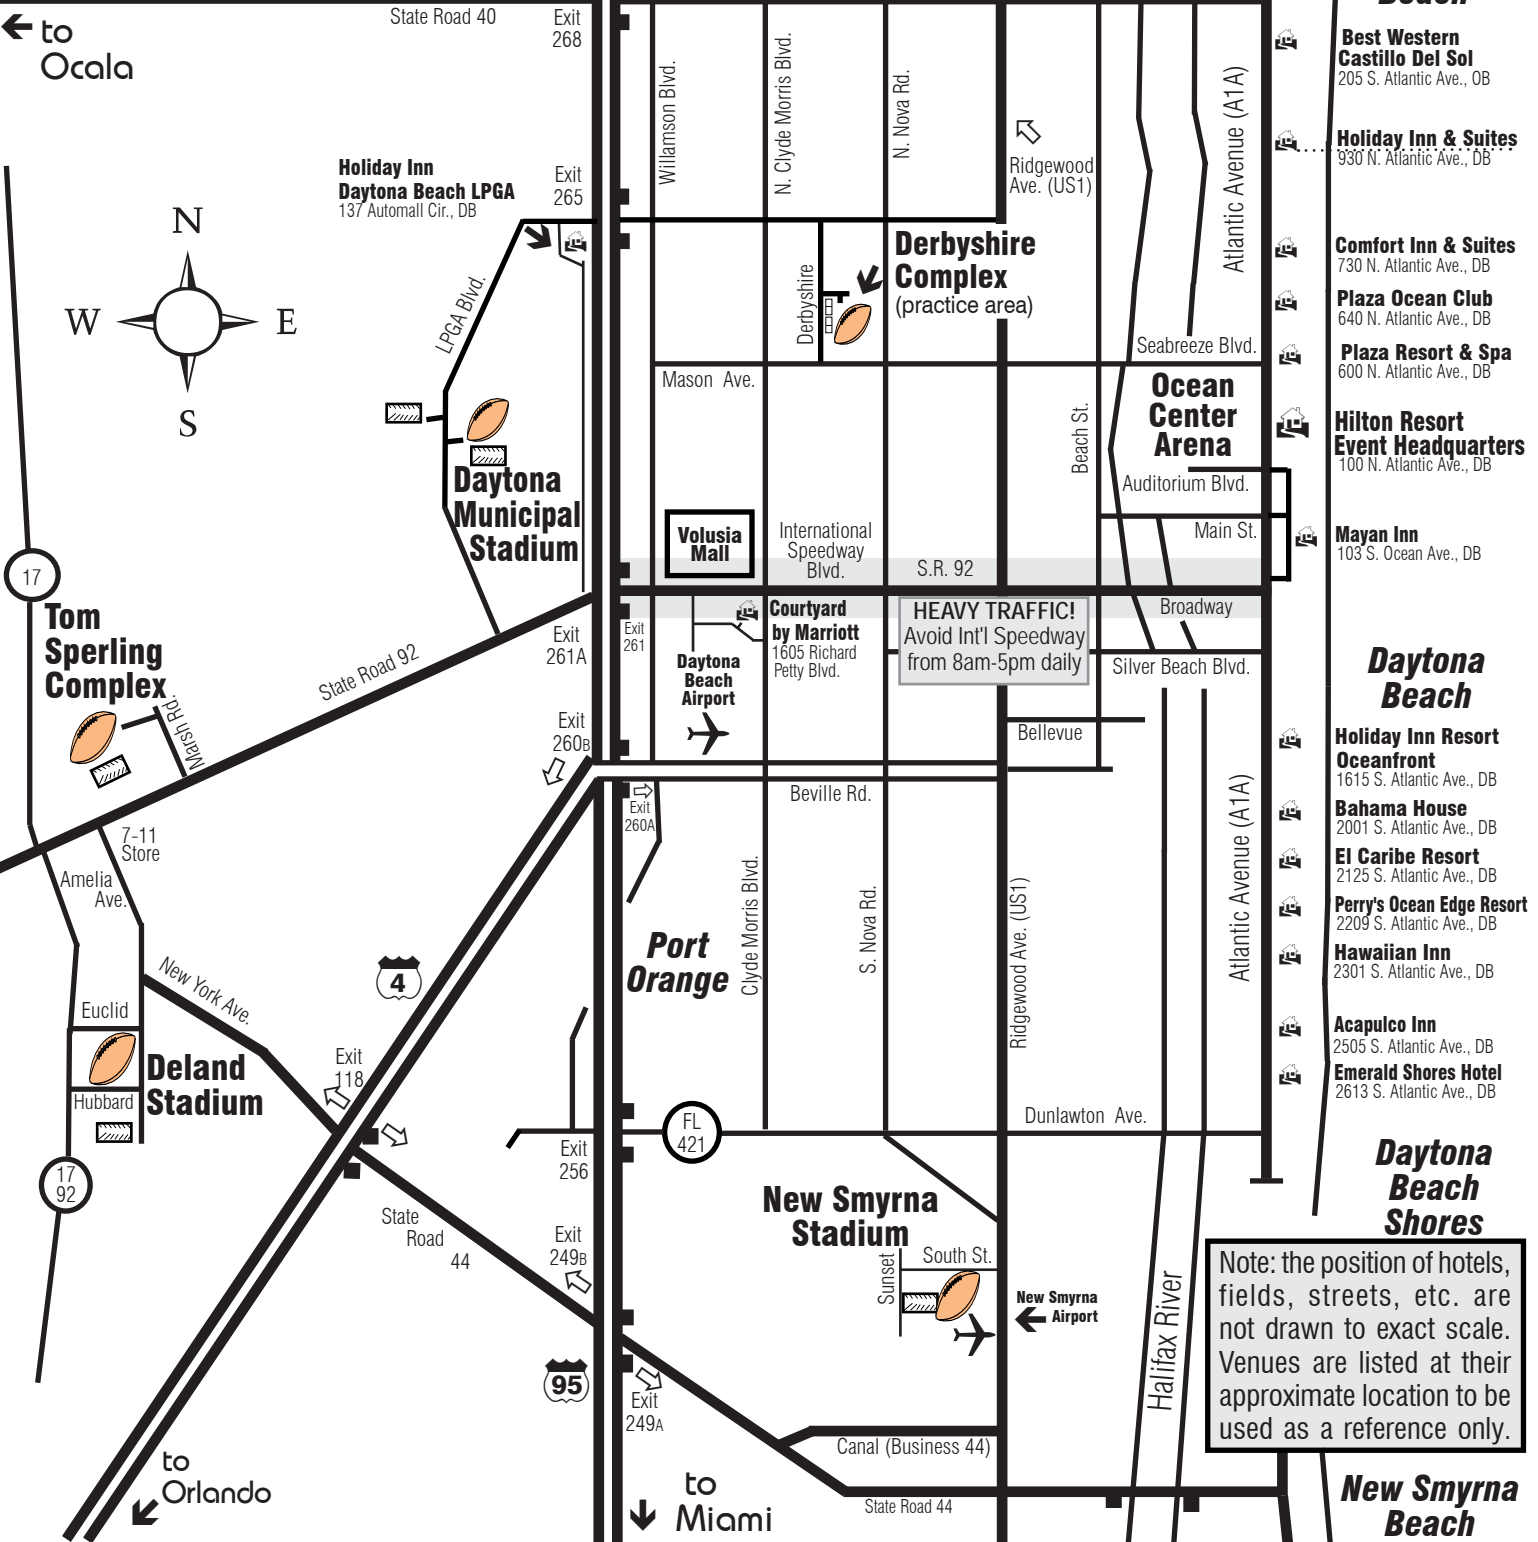 to
Ocala
State Road 40
Exit
268
Best Western
Castillo Del Sol
205 S. Atlantic Ave., OB
Willamson Blvd.
N. Clyde Morris Blvd.
N. Nova Rd.
Ridgewood
Ave. (US1)
Atlantic Avenue (A1A)
Holiday Inn & Suites
930 N. Atlantic Ave., DB
Holiday Inn
Daytona Beach LPGA
137 Automall Cir., DB
Exit
265
N
W
E
S
LPGA Blvd.
Derbyshire
Derbyshire
Complex
(practice area)
Comfort Inn & Suites
730 N. Atlantic Ave., DB
Plaza Ocean Club
640 N. Atlantic Ave., DB
Seabreeze Blvd.
Plaza Resort & Spa
600 N. Atlantic Ave., DB
Mason Ave.
Beach St.
Ocean
Center
Arena
Hilton Resort
Event Headquarters
100 N. Atlantic Ave., DB
Auditorium Blvd.
Main St.
Mayan Inn
103 S. Ocean Ave., DB
Daytona
Municipal
Stadium
Volusia
Mall
International
Speedway
Blvd.
S.R. 92
17
Tom
Sperling
Complex
Marsh Rd.
State Road 92
Exit
261A
Exit
261
Courtyard
by Marriott
1605 Richard
Petty Blvd.
HEAVY TRAFFIC!
Avoid Int'l Speedway
from 8am-5pm daily
Broadway
Silver Beach Blvd.
Daytona
Beach
Airport
Daytona
Beach
Exit
260B
Bellevue
Holiday Inn Resort
Oceanfront
1615 S. Atlantic Ave., DB
Exit
260A
Beville Rd.
Bahama House
2001 S. Atlantic Ave., DB
7-11
Store
Amelia
Ave.
El Caribe Resort
2125 S. Atlantic Ave., DB
Perry's Ocean Edge Resort
2209 S. Atlantic Ave., DB
Port
Orange
Clyde Morris Blvd.
S. Nova Rd.
Ridgewood Ave. (US1)
Atlantic Avenue (A1A)
Hawaiian Inn
2301 S. Atlantic Ave., DB
4
New York Ave.
Euclid
Acapulco Inn
2505 S. Atlantic Ave., DB
Deland
Stadium
Hubbard
Exit
118
Emerald Shores Hotel
2613 S. Atlantic Ave., DB
Dunlawton Ave.
FL
421
Exit
256
17
92
Daytona
Beach
Shores
State
Road
44
Exit
249B
New Smyrna
Stadium
Sunset
South St.
New Smyrna
Airport
Halifax River
Note: the position of hotels,
fields, streets, etc. are
not drawn to exact scale.
Venues are listed at their
approximate location to be
used as a reference only.
95
Exit
249A
Canal (Business 44)
to
Orlando
to
Miami
State Road 44
New Smyrna
Beach